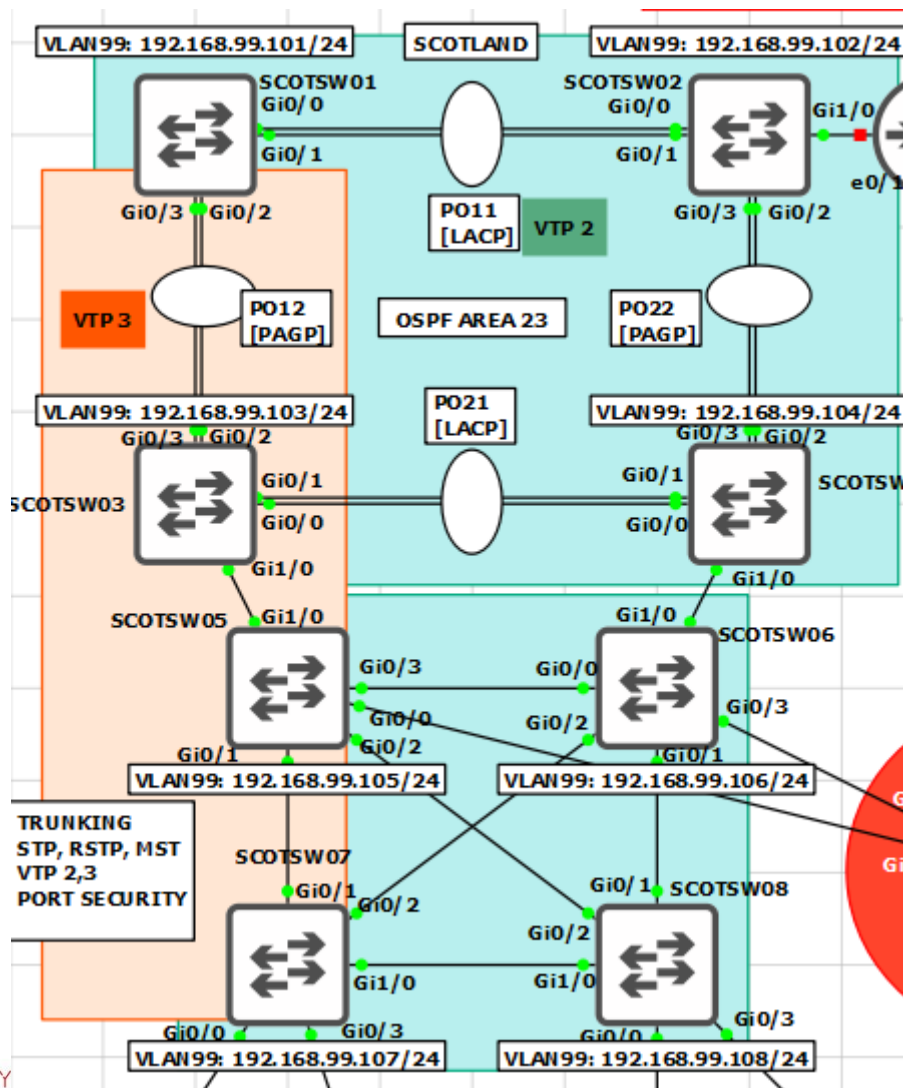 VLAN99: 192.168.99.101/24
SCOTLAND
VLAN99: 192.168.99.102/24
SCOTSW01
SCOTSW02
Gi0/0
Gi0/0
Gi1/0
Gi0/1
Gi0/1
e0/1
Gi0/3
Gi0/2
PO11
[LACP]
VTP 2
Gi0/3
Gi0/2
VTP 3
PO12
[PAGP]
OSPF AREA 23
PO22
[PAGP]
VLAN99: 192.168.99.103/24
PO21
[LACP]
VLAN99: 192.168.99.104/24
Gi0/3
Gi0/2
Gi0/3
Gi0/2
SCOTSW03
Gi0/1
Gi0/0
Gi0/1
Gi0/0
SCOTSW
Gi1/0
Gi1/0
SCOTSW05
Gi1/0
Gi1/0
SCOTSW06
Gi0/3
Gi0/0
Gi0/3
Gi0/0
Gi0/2
Gi0/2
Gi0/1
Gi0/1
VLAN99: 192.168.99.105/24
VLAN99: 192.168.99.106/24
G
Gi
TRUNKING
STP, RSTP, MST
VTP 2,3
PORT SECURITY
SCOTSW07
SCOTSW08
Gi0/1
Gi0/2
Gi0/1
Gi0/2
Gi1/0
Gi1/0
Gi0/0
Gi0/3
Gi0/0
Gi0/3
VLAN99: 192.168.99.107/24
VLAN99: 192.168.99.108/24
Y